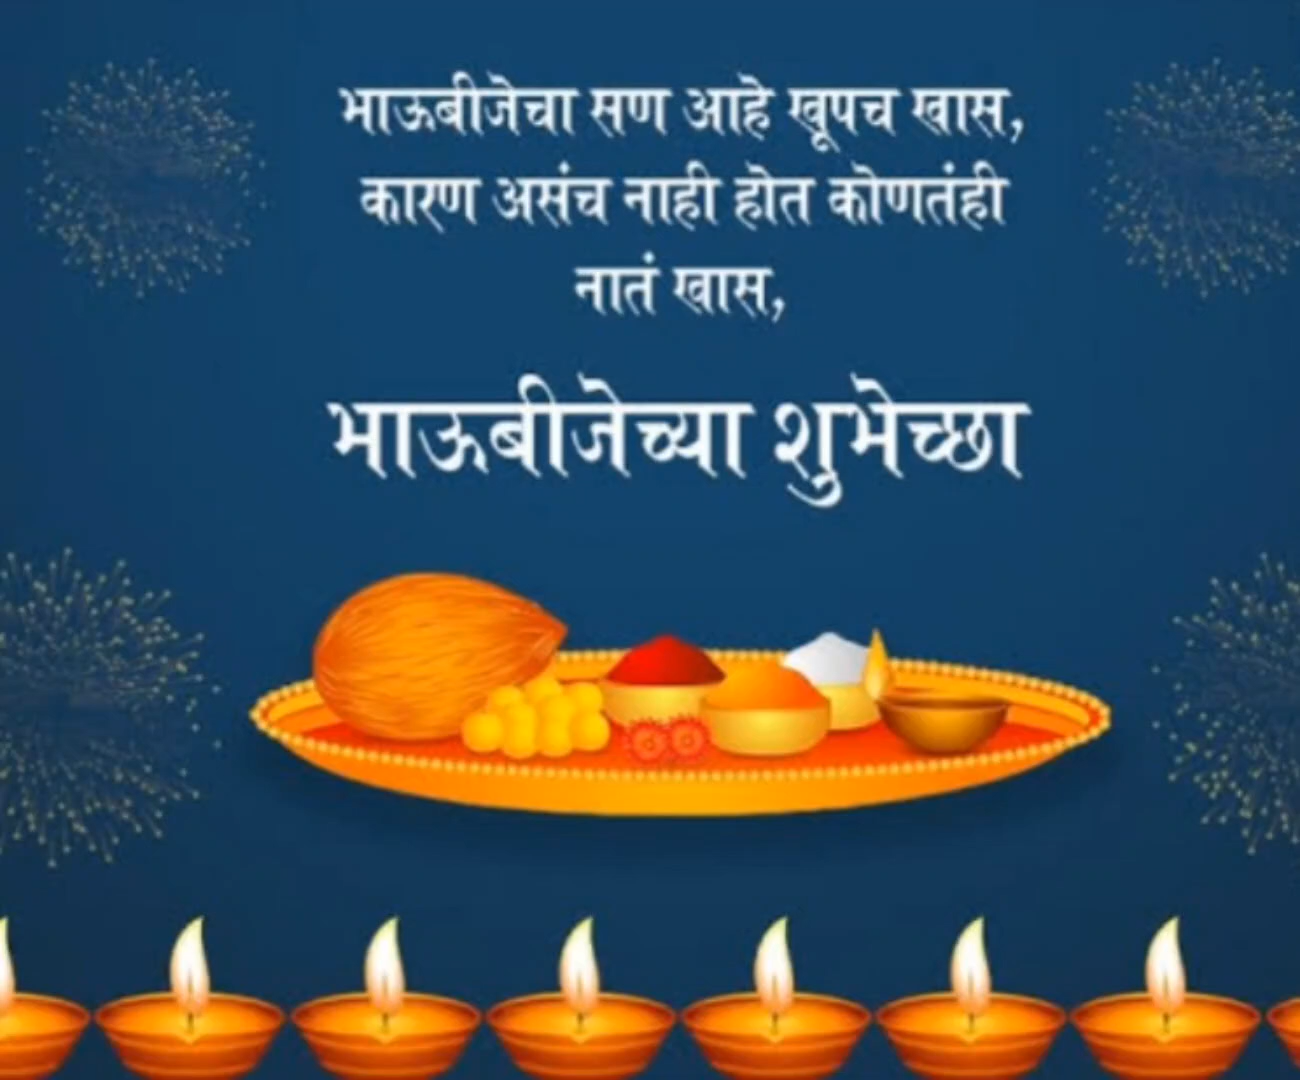 भाऊबीजेचा सण आहे खूपच खास,
कारण असंच नाही होत कोणतंही
नातं खास,
भाऊबीजेच्या शुभेच्छा